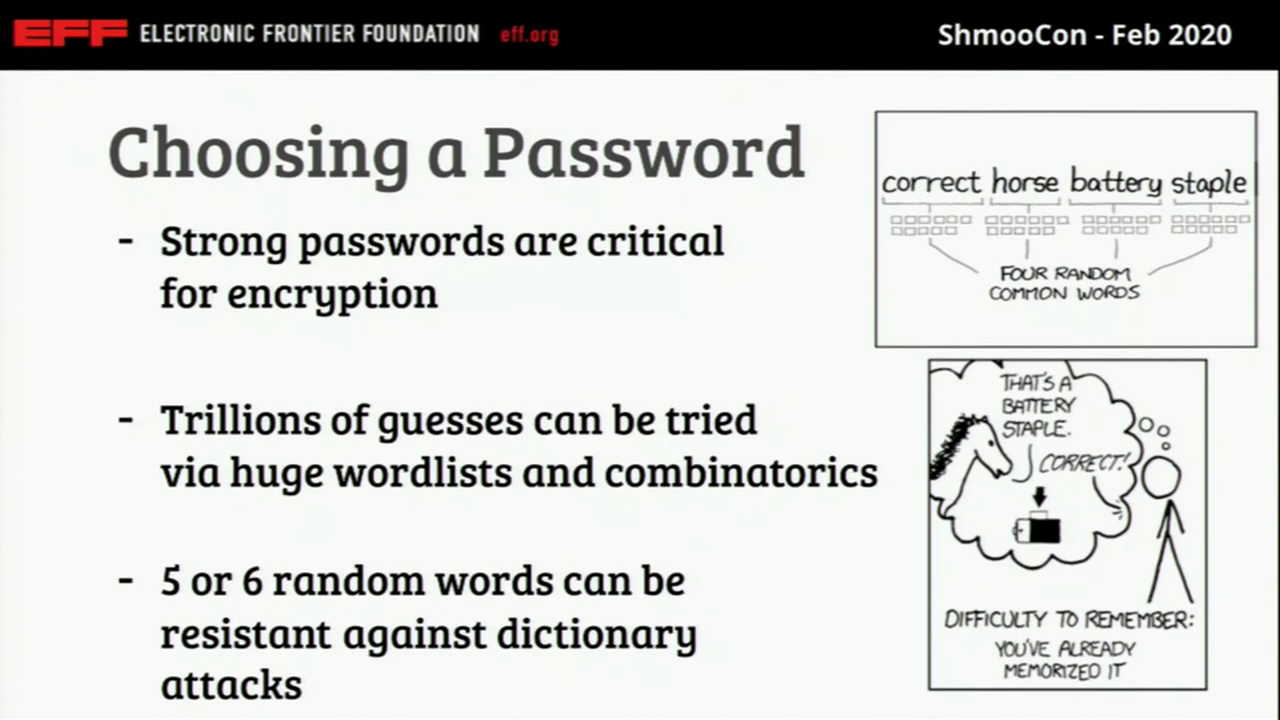 EFF ELECTRONIC FRONTIER FOUNDATION eff.org
ShmooCon - Feb 2020
Choosing a Password
- Strong passwords are critical
for encryption
- Trillions of guesses can be tried
via huge wordlists and combinatorics
- 5 or 6 random words can be
resistant against dictionary
attacks
correct horse battery staple
FOUR RANDOM
COMMON WORDS
THAT'S A
BATTERY
STAPLE.
CORRECT!
DIFFICULTY TO REMEMBER:
YOU'VE ALREADY
MEMORIZED IT